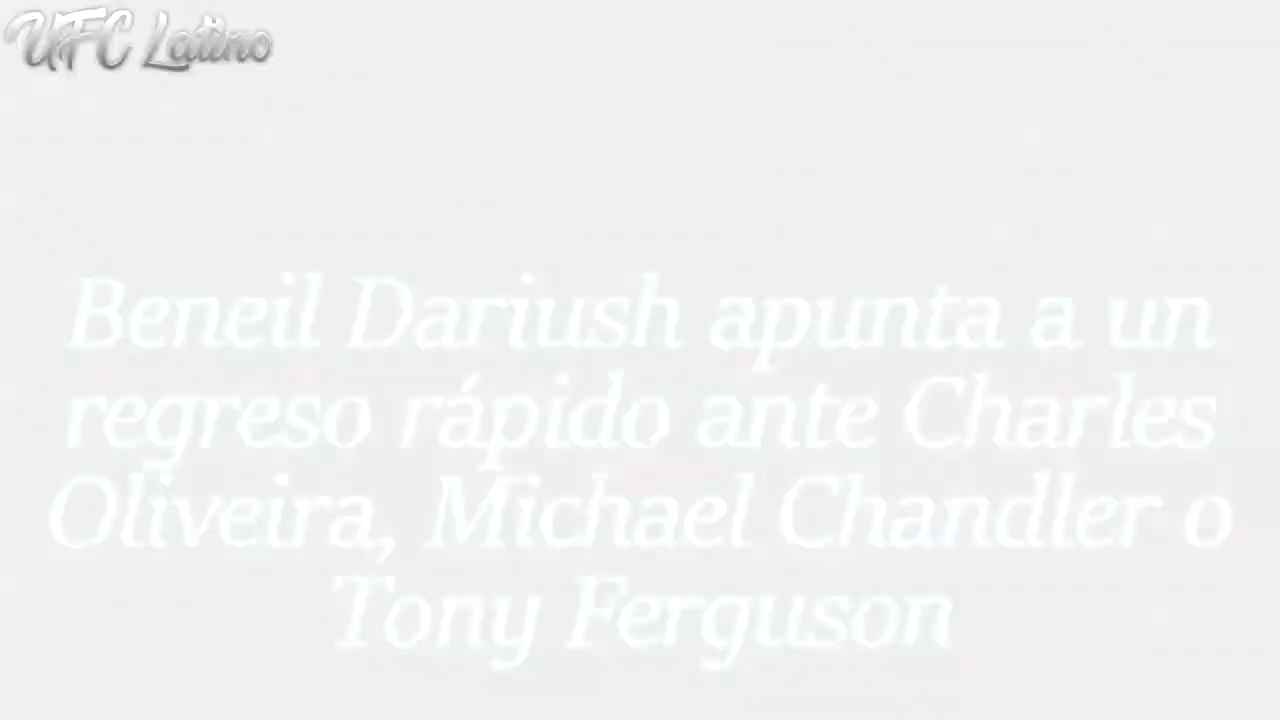 UFC Latino
Beneil Dariush apunta a un
regreso rápido ante Charles
Oliveira, Michael Chandler o
Tony Ferguson